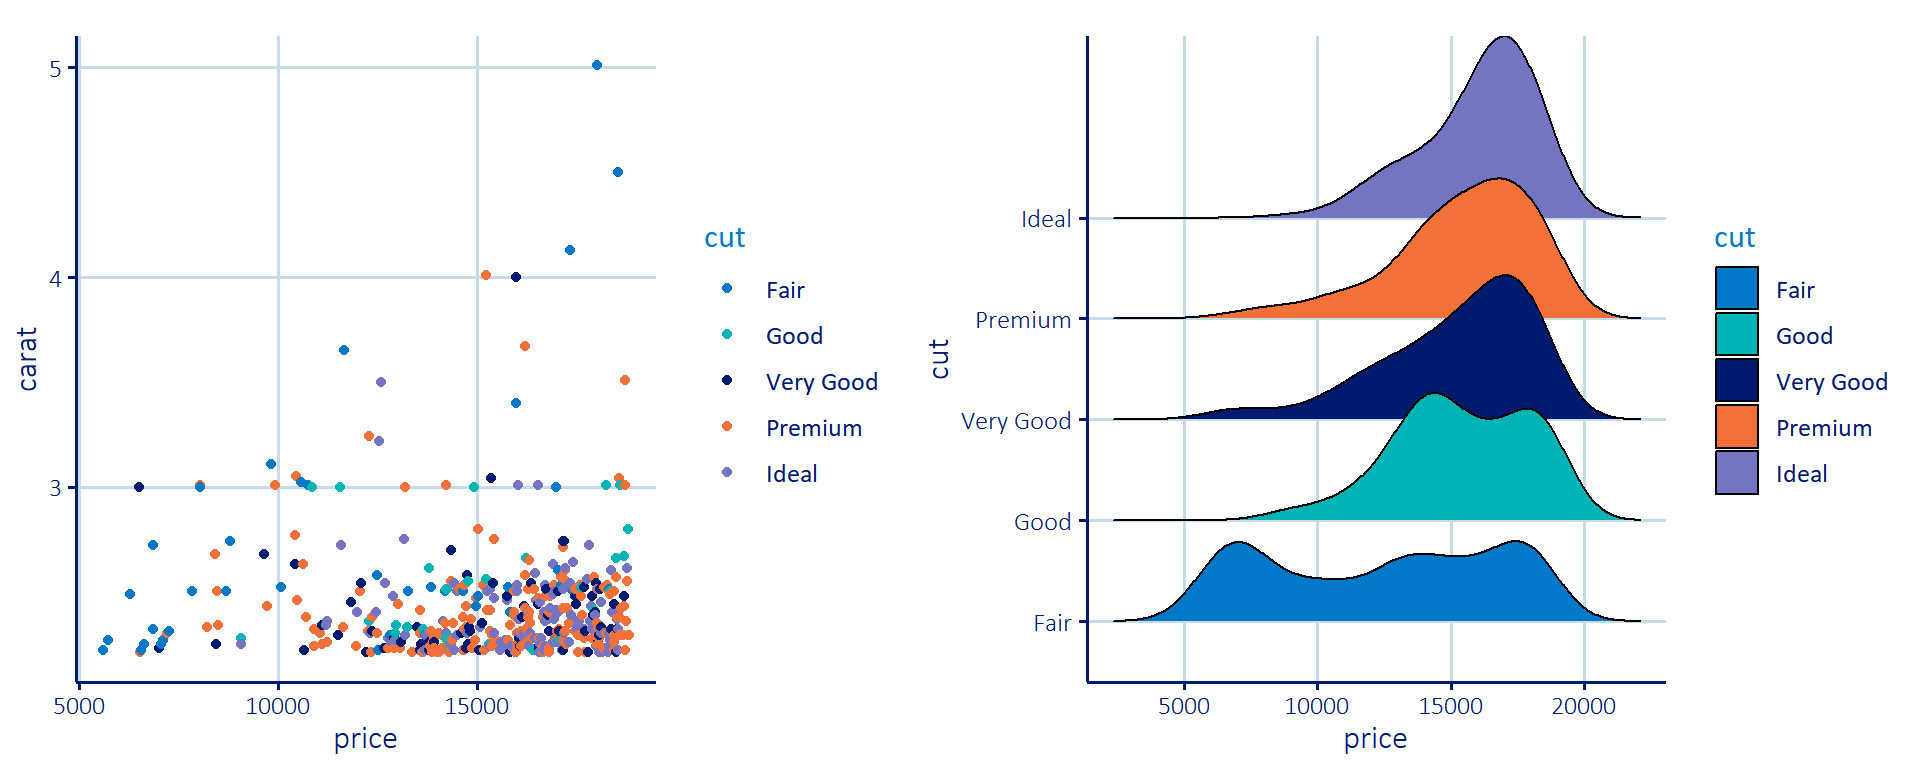 5
4
3
carat
5000 10000 15000
price
cut
Fair
Good
Very Good
Premium
Ideal
Ideal
Premium
Very Good
Good
Fair
cut
5000 10000 15000 20000
price
cut
Fair
Good
Very Good
Premium
Ideal